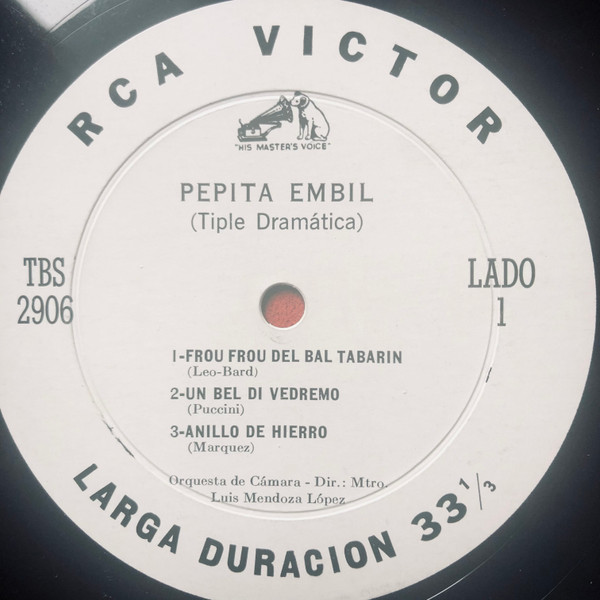 RCA VICTOR
"HIS MASTER'S VOICE"
PEPITA EMBIL
(Tiple Dramática)
TBS
2906
LADO
1
1-FROU FROU DEL BAL TABARIN
(Leo-Bard)
2-UN BEL DI VEDREMO
(Puccini)
3-ANILLO DE HIERRO
(Marquez)
Orquesta de Cámara - Dir.: Mtro.
Luis Mendoza López
LARGA DURACION 33 1/3